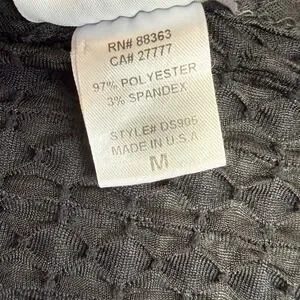 RN# 88363
CA# 27777
97% POLYESTER
3% SPANDEX
STYLE# DS905
MADE IN U.S.A
M